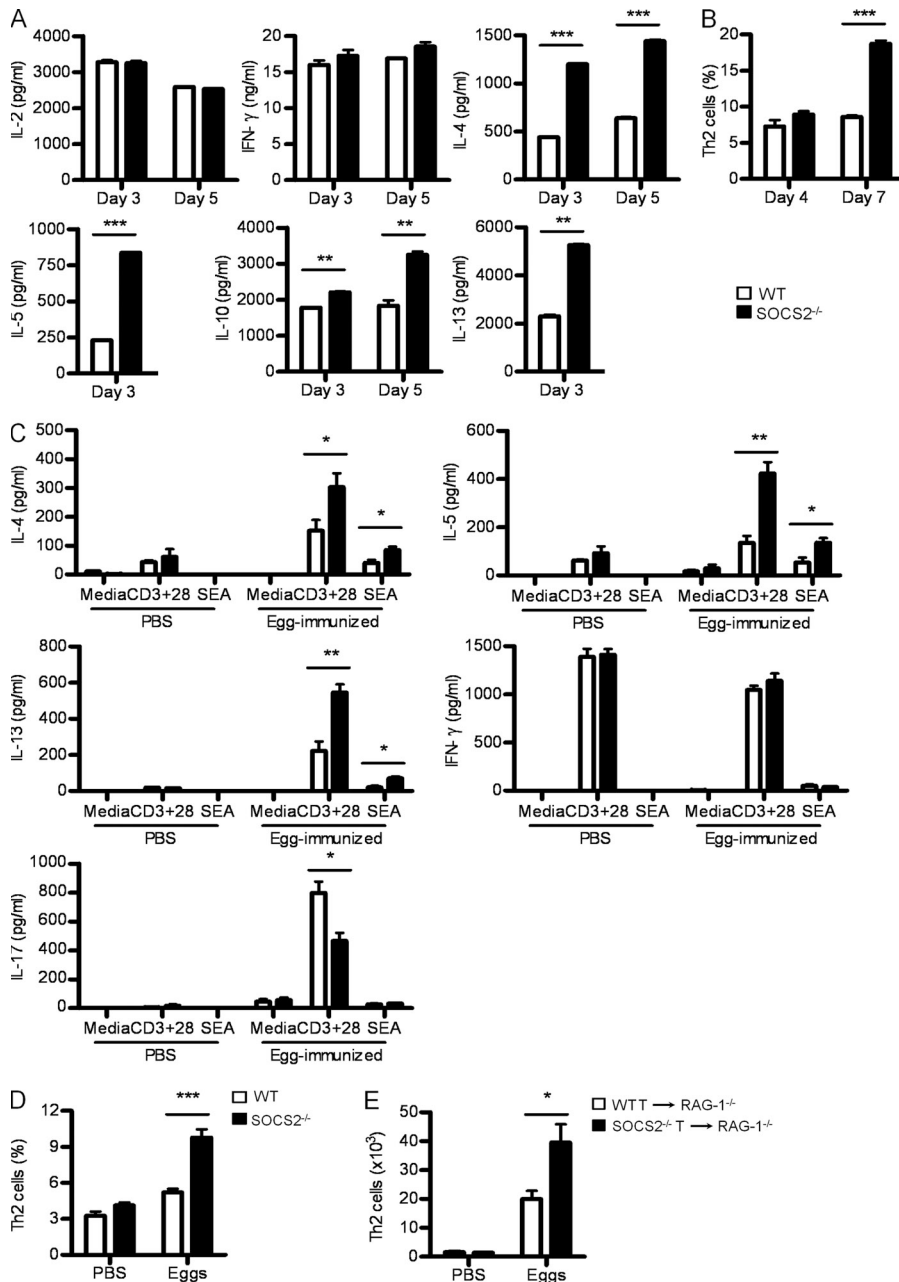 A
IL-2 (pg/ml)
4000
3000
2000
1000
0
Day 3 Day 5
IFN- γ (ng/ml)
20
15
10
5
0
Day 3 Day 5
IL-4 (pg/ml)
1500
1000
500
0
*** ***
Day 3 Day 5
B
Th2 cells (%)
20
15
10
5
0
***
Day 4 Day 7
IL-5 (pg/ml)
1000
750
500
250
0
***
Day 3
IL-10 (pg/ml)
4000
3000
2000
1000
0
** **
Day 3 Day 5
IL-13 (pg/ml)
6000
4000
2000
0
**
Day 3
WT
SOCS2-/-
C
IL-4 (pg/ml)
500
400
300
200
100
0
* *
Media CD3+28 SEA Media CD3+28 SEA
PBS Egg-immunized
IL-5 (pg/ml)
600
400
200
0
** *
Media CD3+28 SEA Media CD3+28 SEA
PBS Egg-immunized
IL-13 (pg/ml)
800
600
400
200
0
** *
Media CD3+28 SEA Media CD3+28 SEA
PBS Egg-immunized
IFN- γ (pg/ml)
1500
1000
500
0
Media CD3+28 SEA Media CD3+28 SEA
PBS Egg-immunized
IL-17 (pg/ml)
1000
800
600
400
200
0
*
Media CD3+28 SEA Media CD3+28 SEA
PBS Egg-immunized
D
Th2 cells (%)
12
9
6
3
0
***
PBS Eggs
WT
SOCS2-/-
E
Th2 cells (x10³)
50
40
30
20
10
0
*
PBS Eggs
WT T → RAG-1-/-
SOCS2-/- T → RAG-1-/-